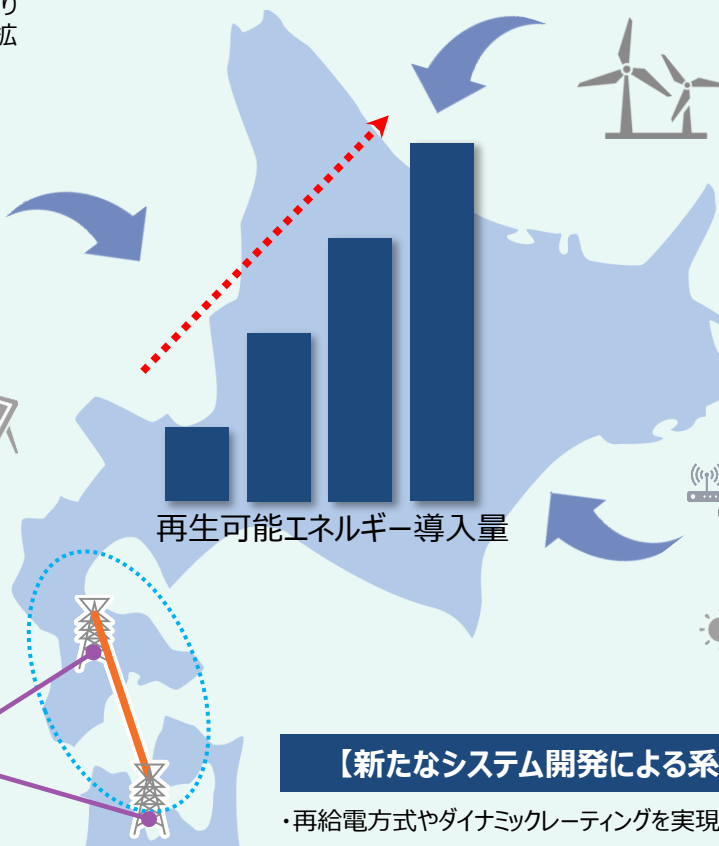 り
拡
再生可能エネルギー導入量
【新たなシステム開発による系
・再給電方式やダイナミックレーティングを実現